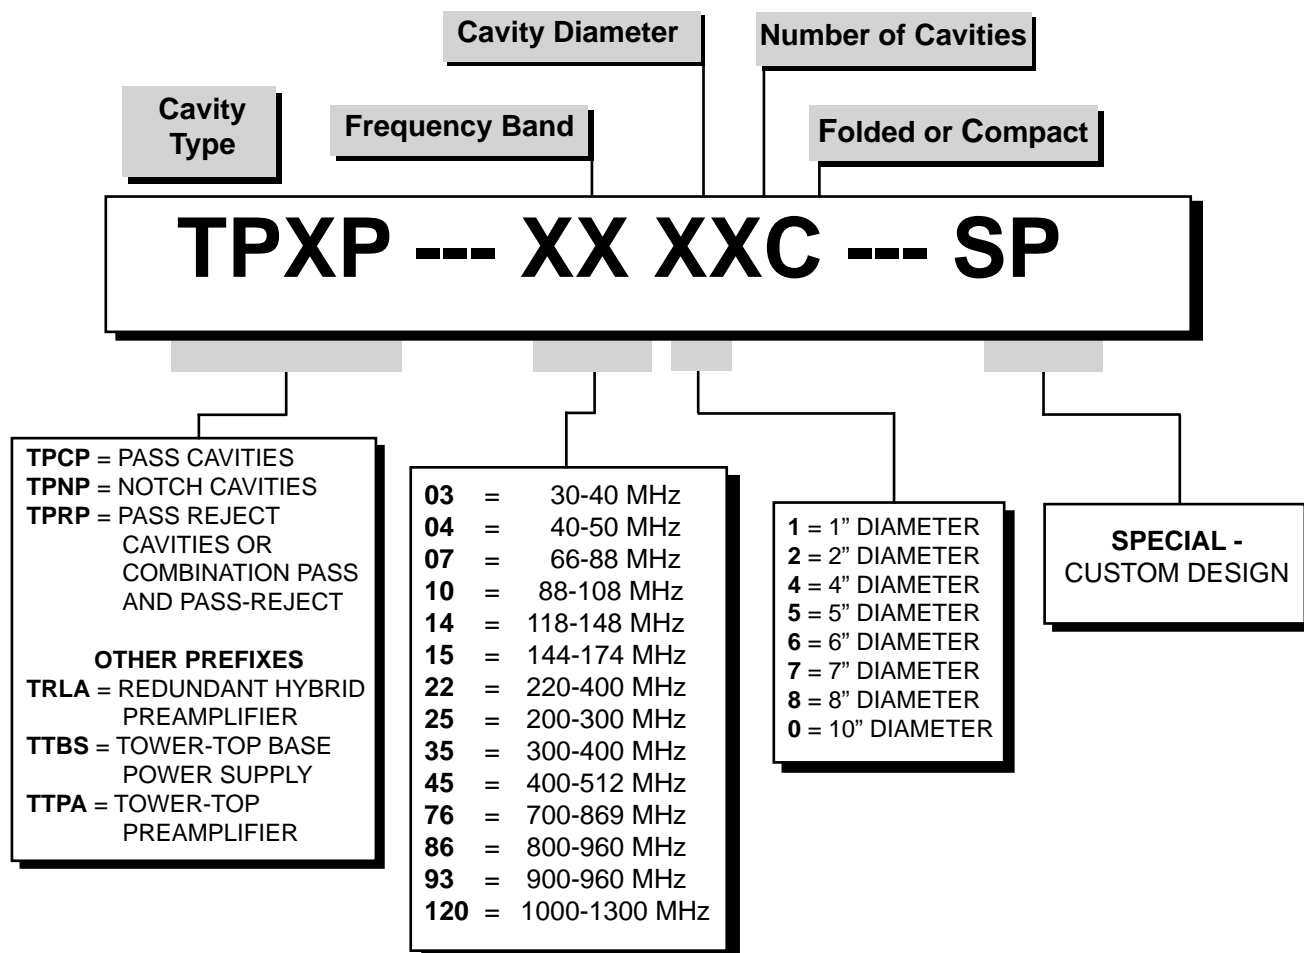 Cavity Diameter
Number of Cavities
Cavity
Type
Frequency Band
Folded or Compact
TPXP --- XX XXC --- SP
TPCP = PASS CAVITIES
TPNP = NOTCH CAVITIES
TPRP = PASS REJECT
CAVITIES OR
COMBINATION PASS
AND PASS-REJECT
OTHER PREFIXES
TRLA = REDUNDANT HYBRID
PREAMPLIFIER
TTBS = TOWER-TOP BASE
POWER SUPPLY
TTPA = TOWER-TOP
PREAMPLIFIER
03 = 30-40 MHz
04 = 40-50 MHz
07 = 66-88 MHz
10 = 88-108 MHz
14 = 118-148 MHz
15 = 144-174 MHz
22 = 220-400 MHz
25 = 200-300 MHz
35 = 300-400 MHz
45 = 400-512 MHz
76 = 700-869 MHz
86 = 800-960 MHz
93 = 900-960 MHz
120 = 1000-1300 MHz
1 = 1” DIAMETER
2 = 2” DIAMETER
4 = 4” DIAMETER
5 = 5” DIAMETER
6 = 6” DIAMETER
7 = 7” DIAMETER
8 = 8” DIAMETER
0 = 10” DIAMETER
SPECIAL -
CUSTOM DESIGN